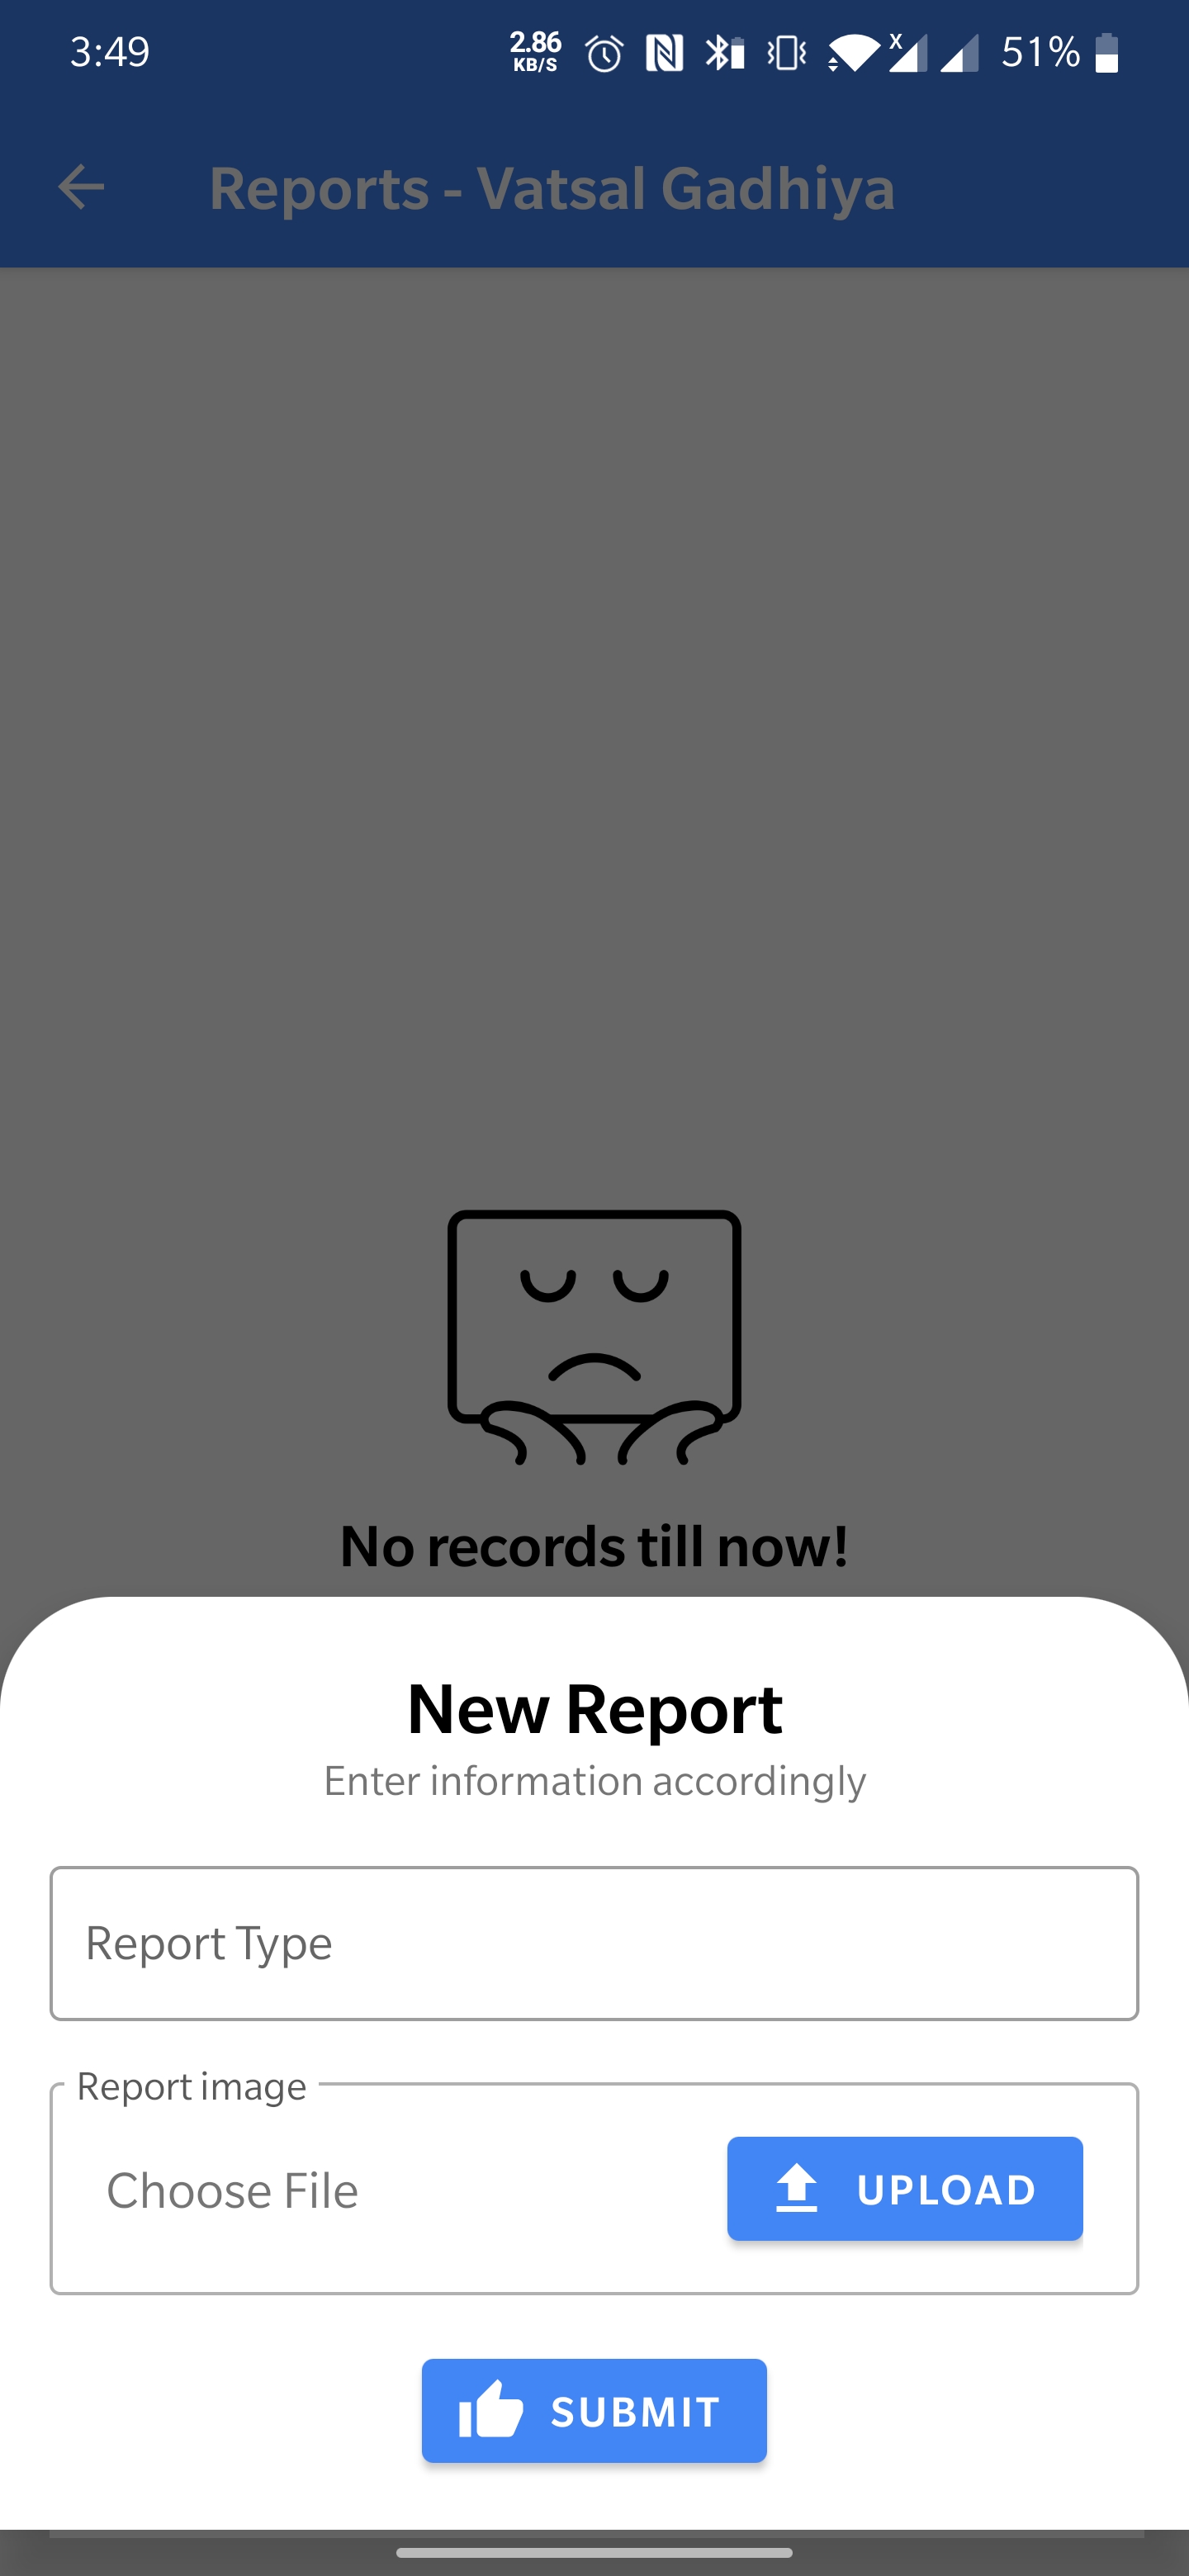 3:49
2.86
KB/S
X
51%
Reports - Vatsal Gadhiya
No records till now!
New Report
Enter information accordingly
Report Type
Report image
Choose File
UPLOAD
SUBMIT